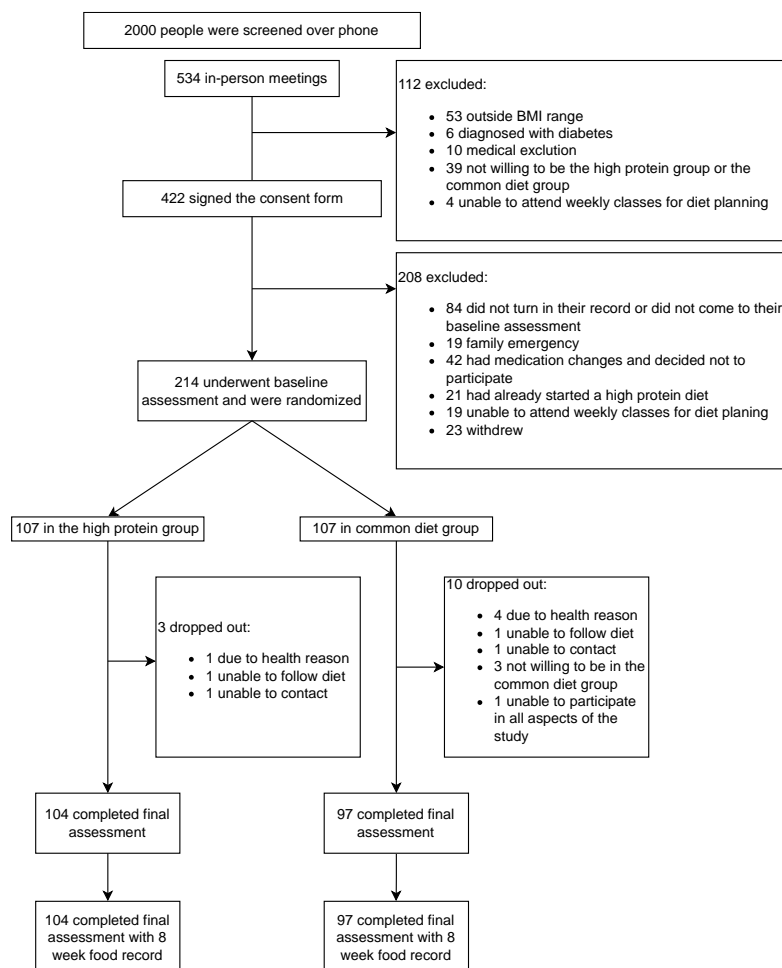 2000 people were screened over phone
534 in-person meetings
112 excluded:
• 53 outside BMI range
• 6 diagnosed with diabetes
• 10 medical exclution
• 39 not willing to be the high protein group or the
common diet group
• 4 unable to attend weekly classes for diet planning
422 signed the consent form
208 excluded:
• 84 did not turn in their record or did not come to their
baseline assessment
• 19 family emergency
• 42 had medication changes and decided not to
participate
• 21 had already started a high protein diet
• 19 unable to attend weekly classes for diet planing
• 23 withdrew
214 underwent baseline
assessment and were randomized
107 in the high protein group
107 in common diet group
3 dropped out:
• 1 due to health reason
• 1 unable to follow diet
• 1 unable to contact
10 dropped out:
• 4 due to health reason
• 1 unable to follow diet
• 1 unable to contact
• 3 not willing to be in the
common diet group
• 1 unable to participate
in all aspects of the
study
104 completed final
assessment
97 completed final
assessment
104 completed final
assessment with 8
week food record
97 completed final
assessment with 8
week food record